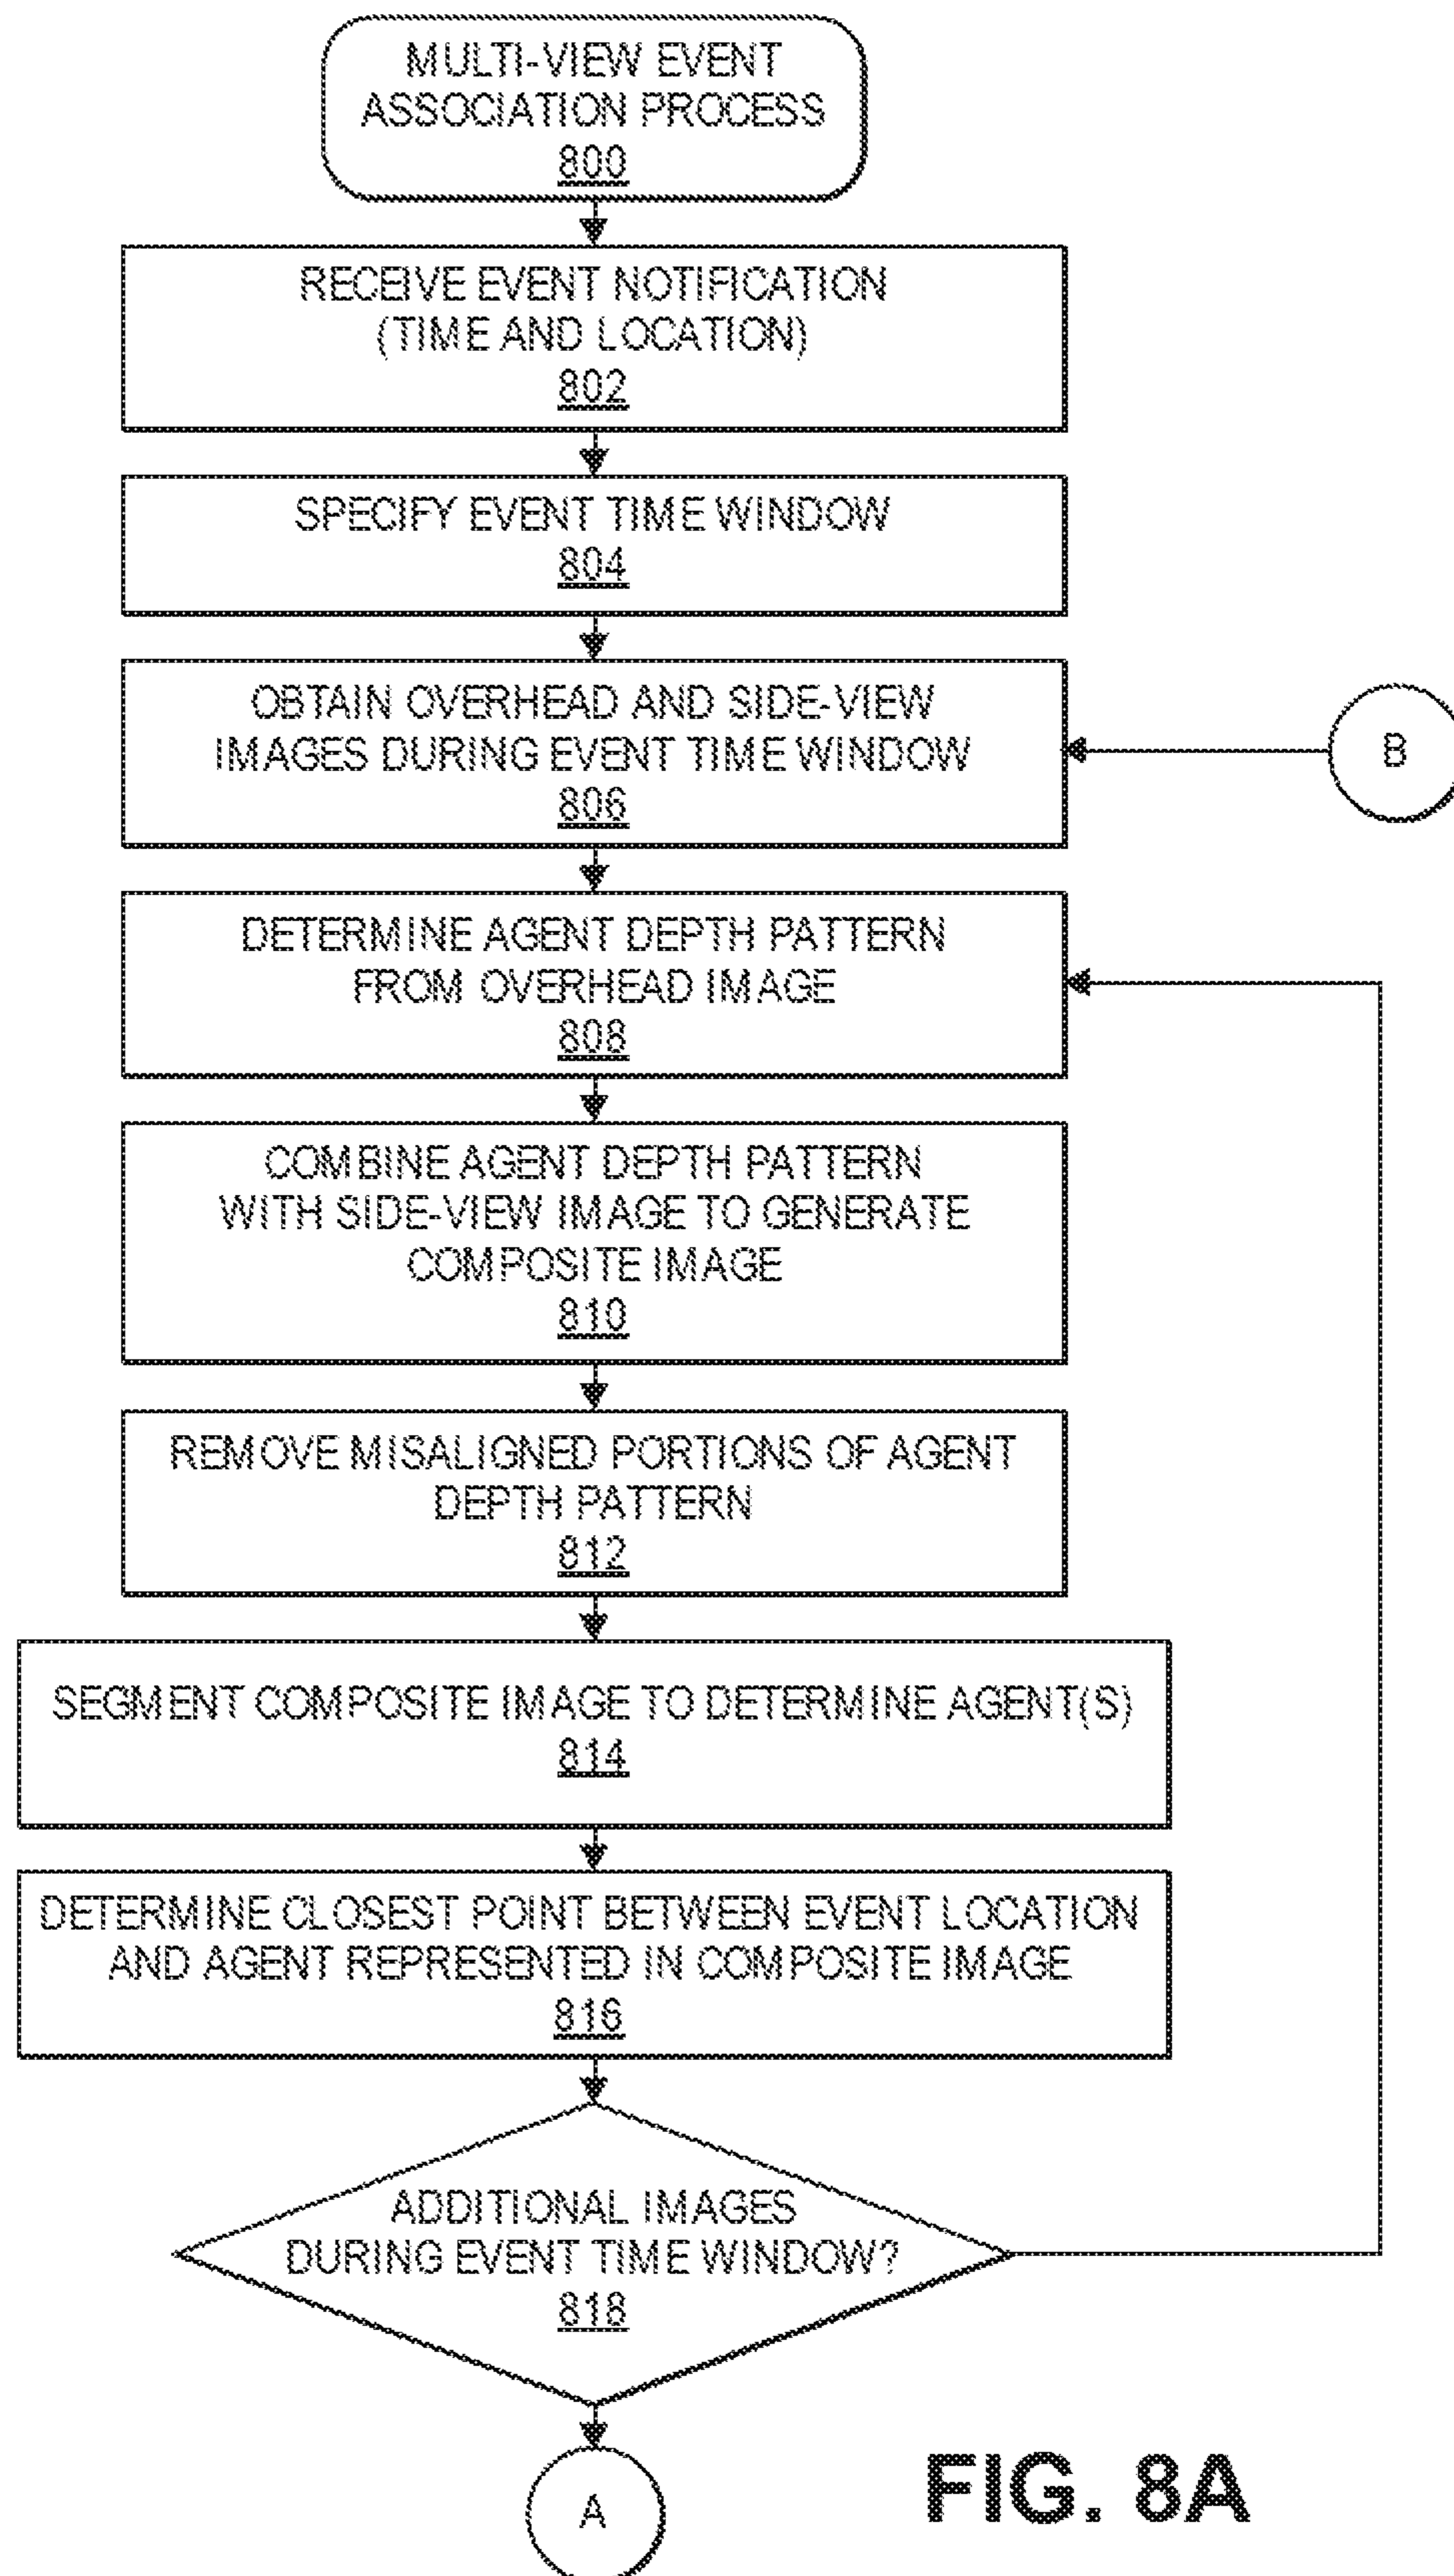 MULTI-VIEW EVENT
ASSOCIATION PROCESS
800
RECEIVE EVENT NOTIFICATION
(TIME AND LOCATION)
802
SPECIFY EVENT TIME WINDOW
804
OBTAIN OVERHEAD AND SIDE-VIEW
IMAGES DURING EVENT TIME WINDOW
806
B
DETERMINE AGENT DEPTH PATTERN
FROM OVERHEAD IMAGE
808
COMBINE AGENT DEPTH PATTERN
WITH SIDE-VIEW IMAGE TO GENERATE
COMPOSITE IMAGE
810
REMOVE MISALIGNED PORTIONS OF AGENT
DEPTH PATTERN
812
SEGMENT COMPOSITE IMAGE TO DETERMINE AGENT(S)
814
DETERMINE CLOSEST POINT BETWEEN EVENT LOCATION
AND AGENT REPRESENTED IN COMPOSITE IMAGE
816
ADDITIONAL IMAGES
DURING EVENT TIME WINDOW?
818
A
FIG. 8A